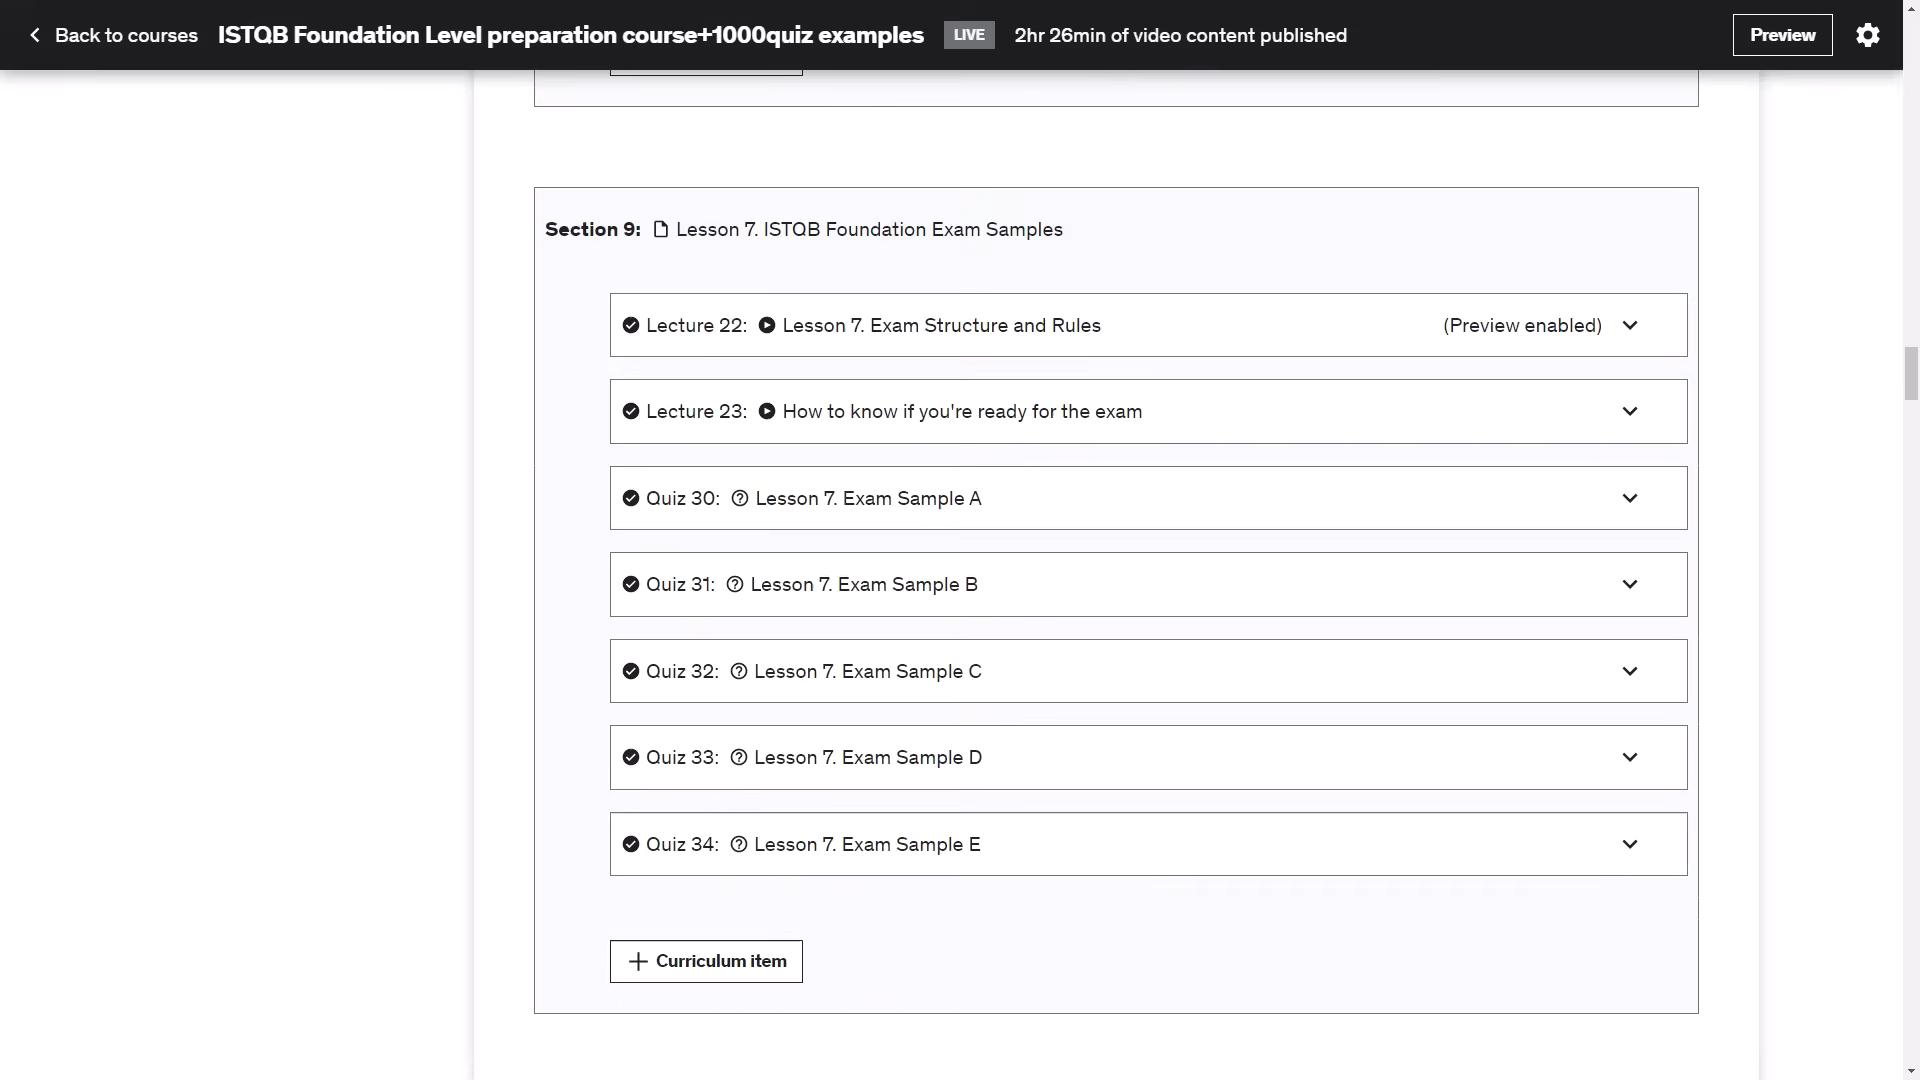 Back to courses ISTQB Foundation Level preparation course+1000quiz examples LIVE 2hr 26min of video content published Preview
Section 9: Lesson 7. ISTQB Foundation Exam Samples
Lecture 22: Lesson 7. Exam Structure and Rules (Preview enabled)
Lecture 23: How to know if you're ready for the exam
Quiz 30: Lesson 7. Exam Sample A
Quiz 31: Lesson 7. Exam Sample B
Quiz 32: Lesson 7. Exam Sample C
Quiz 33: Lesson 7. Exam Sample D
Quiz 34: Lesson 7. Exam Sample E
Curriculum item